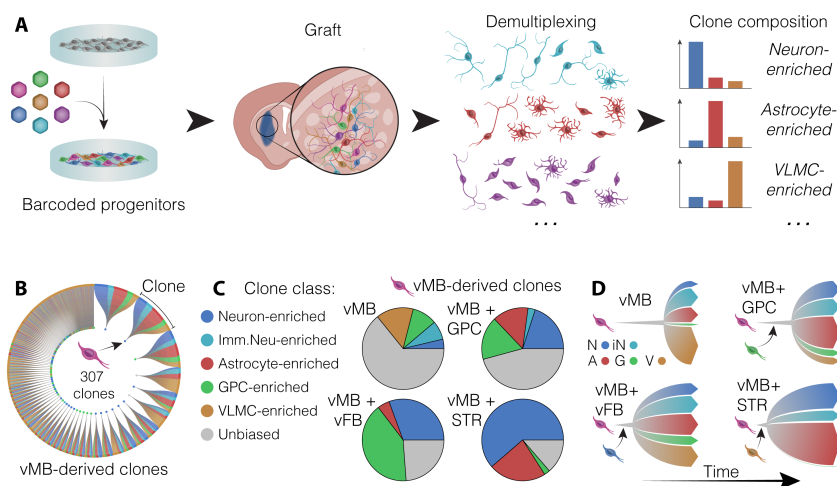 A
Graft
Demultiplexing
Clone composition
Neuron-
enriched
Astrocyte-
enriched
VLMC-
enriched
Barcoded progenitors
...
...
B
Clone
307
clones
vMB-derived clones
C
Clone class:
Neuron-enriched
Imm.Neu-enriched
Astrocyte-enriched
GPC-enriched
VLMC-enriched
Unbiased
vMB-derived clones
vMB
vMB +
GPC
vMB +
vFB
vMB +
STR
D
vMB
N iN
A G V
vMB+
GPC
vMB+
vFB
vMB+
STR
Time